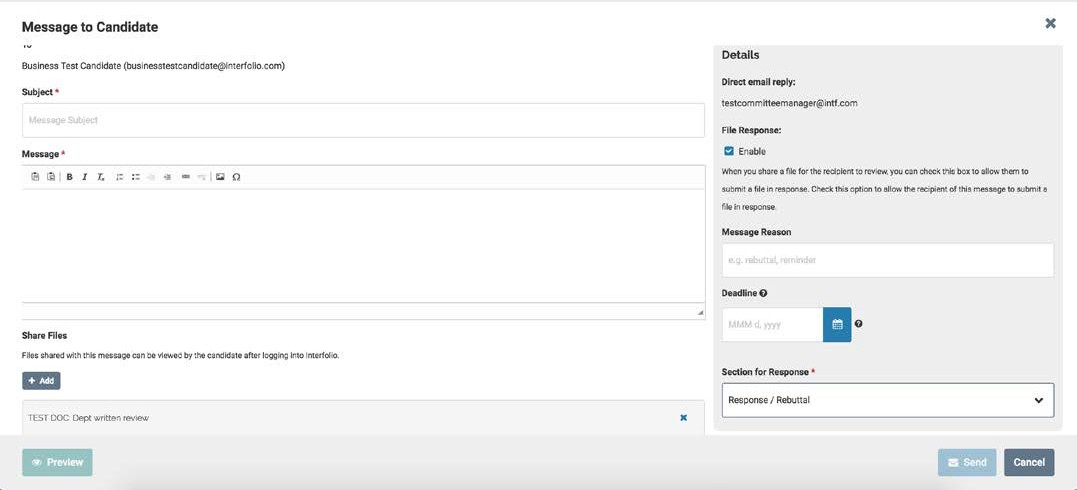 Message to Candidate
To
Business Test Candidate (businesstestcandidate@interfolio.com)
Subject *
Message Subject
Message *
B I Tx Ω
Share Files
Files shared with this message can be viewed by the candidate after logging into Interfolio.
+ Add
TEST DOC: Dept written review
Details
Direct email reply:
testcommitteemanager@intf.com
File Response:
Enable
When you share a file for the recipient to review, you can check this box to allow them to
submit a file in response. Check this option to allow the recipient of this message to submit a
file in response.
Message Reason
e.g. rebuttal, reminder
Deadline
MMM d, yyyy
Section for Response *
Response / Rebuttal
Preview
Send
Cancel